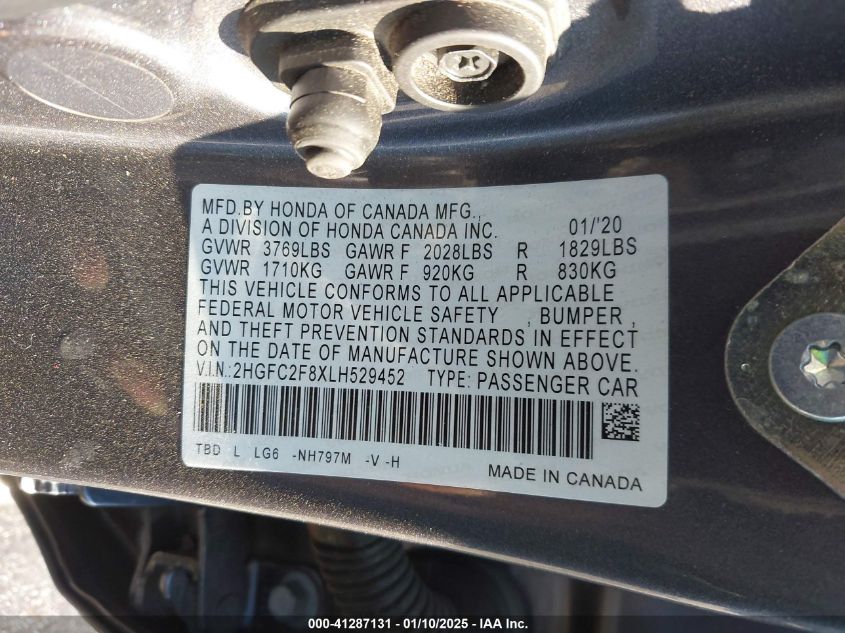 MFD.BY HONDA OF CANADA MFG.,
A DIVISION OF HONDA CANADA INC. 01/'20
GVWR 3769LBS GAWR F 2028LBS R 1829LBS
GVWR 1710KG GAWR F 920KG R 830KG
THIS VEHICLE CONFORMS TO ALL APPLICABLE
FEDERAL MOTOR VEHICLE SAFETY , BUMPER ,
AND THEFT PREVENTION STANDARDS IN EFFECT
ON THE DATE OF MANUFACTURE SHOWN ABOVE.
V.I.N.:2HGFC2F8XLH529452 TYPE: PASSENGER CAR
TBD L LG6 -NH797M -V -H
MADE IN CANADA
000-41287131 - 01/10/2025 - IAA Inc.